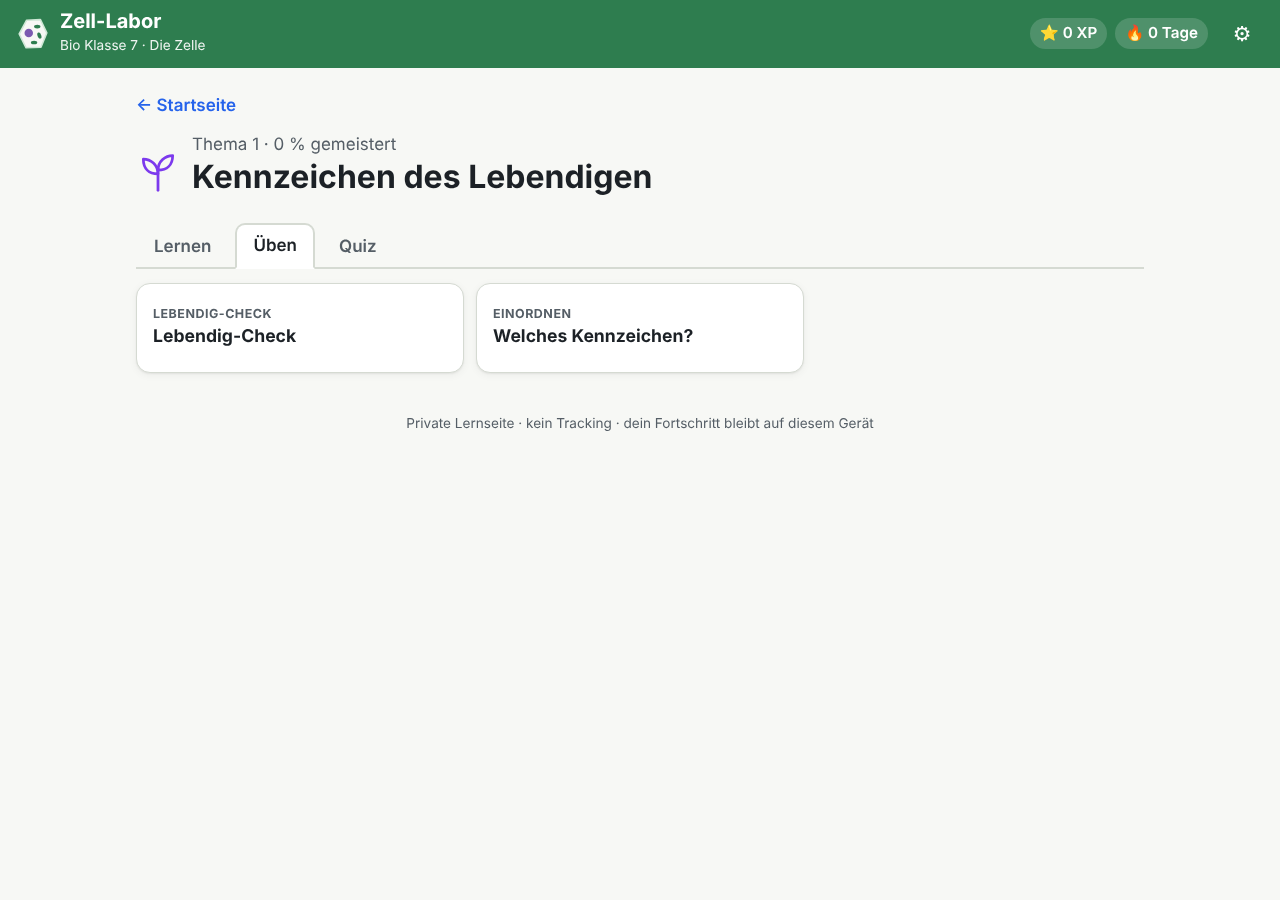 Zell-Labor
Bio Klasse 7 · Die Zelle
⭐ 0 XP
🔥 0 Tage
← Startseite
Thema 1 · 0 % gemeistert
Kennzeichen des Lebendigen
Lernen
Üben
Quiz
LEBENDIG-CHECK
Lebendig-Check
EINORDNEN
Welches Kennzeichen?
Private Lernseite · kein Tracking · dein Fortschritt bleibt auf diesem Gerät